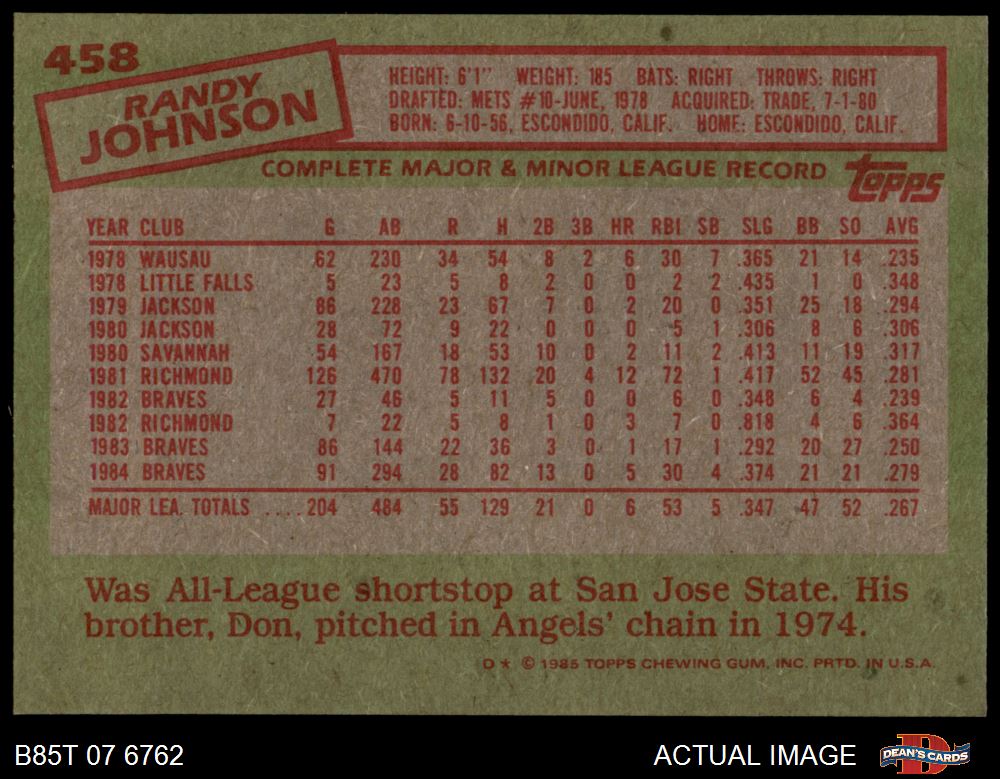 458
RANDY
JOHNSON
HEIGHT: 6'1" WEIGHT: 185 BATS: RIGHT THROWS: RIGHT
DRAFTED: METS #10-JUNE, 1978 ACQUIRED: TRADE, 7-1-80
BORN: 6-10-56, ESCONDIDO, CALIF. HOME: ESCONDIDO, CALIF.
COMPLETE MAJOR & MINOR LEAGUE RECORD topps
YEAR CLUB G AB R H 2B 3B HR RBI SB SLG BB SO AVG
1978 WAUSAU 62 230 34 54 8 2 6 30 7 .365 21 14 .235
1978 LITTLE FALLS 5 23 5 8 2 0 0 2 2 .435 1 0 .348
1979 JACKSON 86 228 23 67 7 0 2 20 0 .351 25 18 .294
1980 JACKSON 28 72 9 22 0 0 0 5 1 .306 8 6 .306
1980 SAVANNAH 54 167 18 53 10 0 2 11 2 .413 11 19 .317
1981 RICHMOND 126 470 78 132 20 4 12 72 1 .417 52 45 .281
1982 BRAVES 27 46 5 11 5 0 0 6 0 .348 6 4 .239
1982 RICHMOND 7 22 5 8 1 0 3 7 0 .818 4 6 .364
1983 BRAVES 86 144 22 36 3 0 1 17 1 .292 20 27 .250
1984 BRAVES 91 294 28 82 13 0 5 30 4 .374 21 21 .279
MAJOR LEA. TOTALS ....204 484 55 129 21 0 6 53 5 .347 47 52 .267
Was All-League shortstop at San Jose State. His
brother, Don, pitched in Angels' chain in 1974.
D* © 1985 TOPPS CHEWING GUM, INC. PRTD. IN U.S.A.
B85T 07 6762 ACTUAL IMAGE DEAN'S CARDS